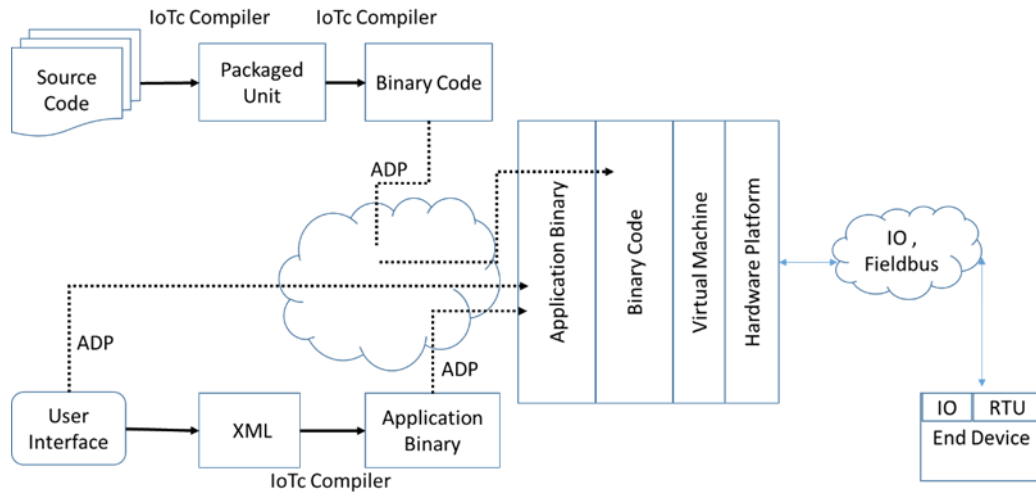 IoTc Compiler
IoTc Compiler
Source
Code
Packaged
Unit
Binary Code
ADP
Application Binary
Binary Code
Virtual Machine
Hardware Platform
IO ,
Fieldbus
ADP
ADP
User
Interface
XML
Application
Binary
IoTc Compiler
IO
RTU
End Device